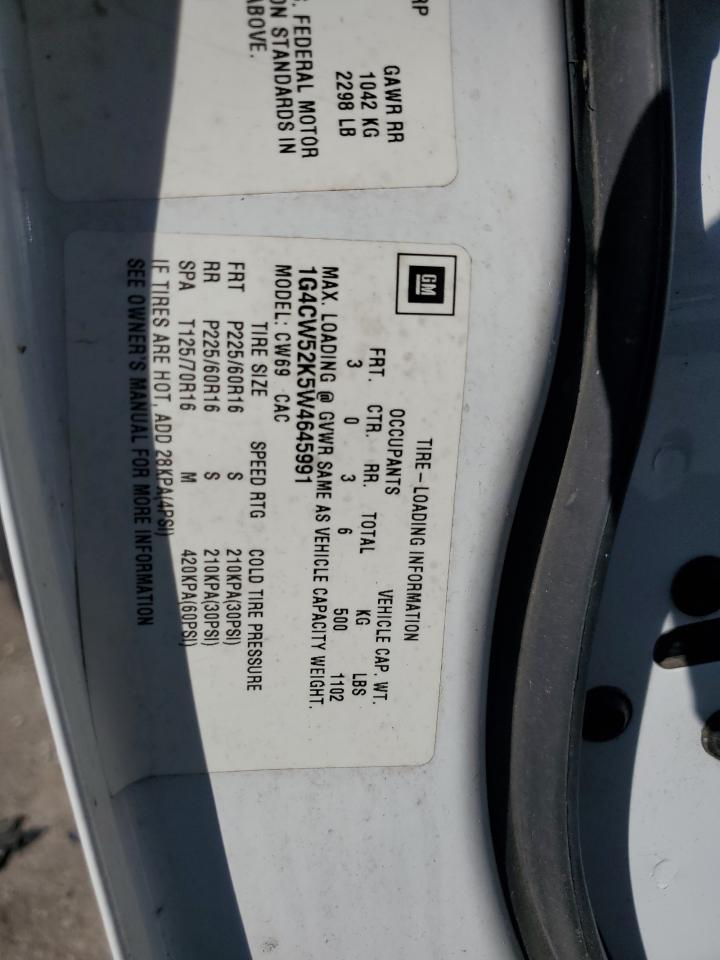 RP
GAWR RR
1042 KG
2298 LB
FEDERAL MOTOR
ON STANDARDS IN
ABOVE.
GM
TIRE-LOADING INFORMATION
OCCUPANTS VEHICLE CAP. WT.
FRT. CTR. RR. TOTAL KG LBS
3 0 3 6 500 1102
MAX. LOADING @ GVWR SAME AS VEHICLE CAPACITY WEIGHT.
1G4CW52K5W4645991
MODEL: CW69 CAC
TIRE SIZE SPEED RTG COLD TIRE PRESSURE
FRT P225/60R16 S 210KPA(30PSI)
RR P225/60R16 S 210KPA(30PSI)
SPA T125/70R16 M 420KPA(60PSI)
IF TIRES ARE HOT, ADD 28KPA(4PSI)
SEE OWNER'S MANUAL FOR MORE INFORMATION